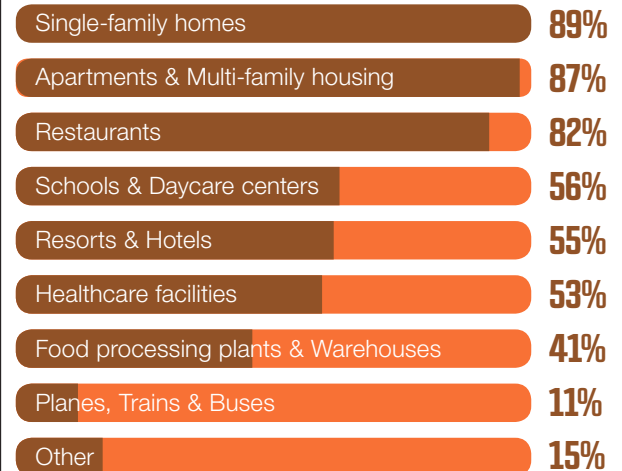 Single-family homes 89%
Apartments & Multi-family housing 87%
Restaurants 82%
Schools & Daycare centers 56%
Resorts & Hotels 55%
Healthcare facilities 53%
Food processing plants & Warehouses 41%
Planes, Trains & Buses 11%
Other 15%